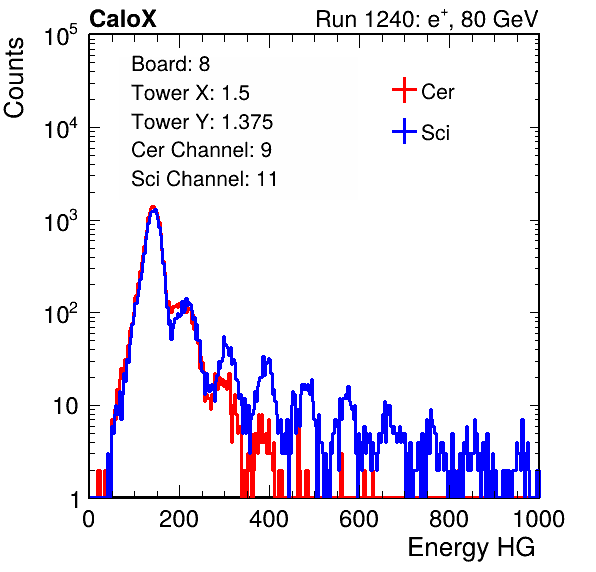 CaloX Run 1240: e⁺, 80 GeV
Board: 8
Tower X: 1.5
Tower Y: 1.375
Cer Channel: 9
Sci Channel: 11
Cer
Sci
Counts
10⁵
10⁴
10³
10²
10
1
0 200 400 600 800 1000
Energy HG